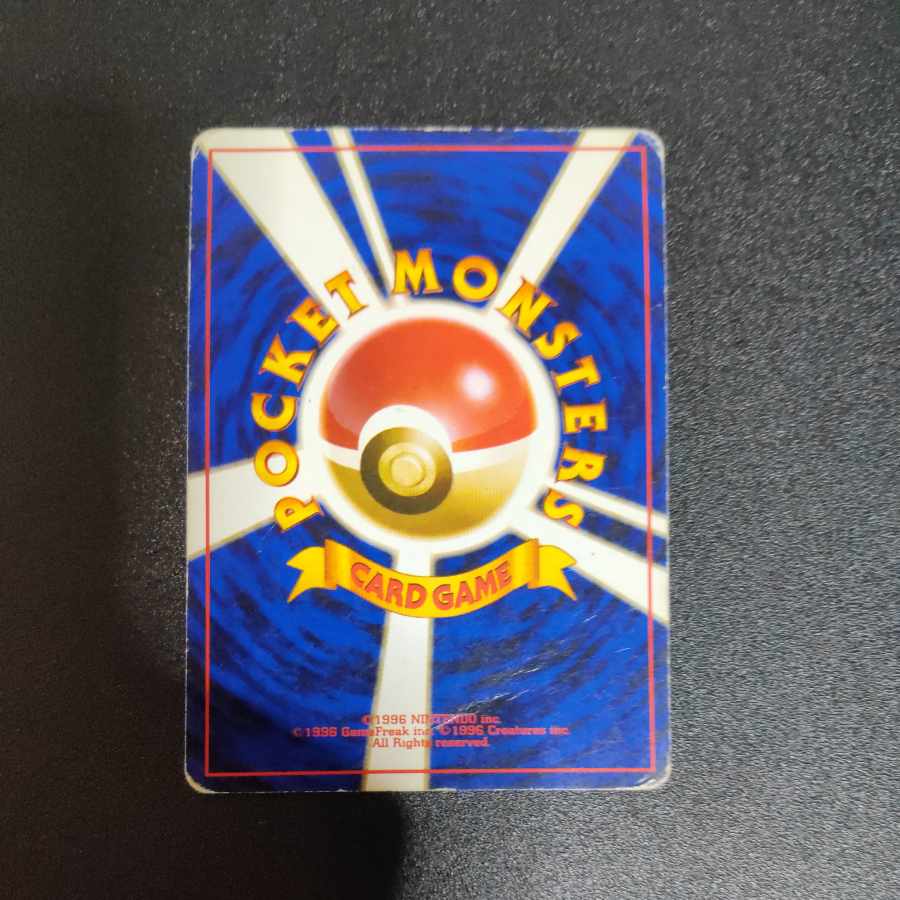 POCKET MONSTERS
CARD GAME
©1996 NINTENDO inc.
©1996 GameFreak inc. ©1996 Creatures inc.
All Rights reserved.